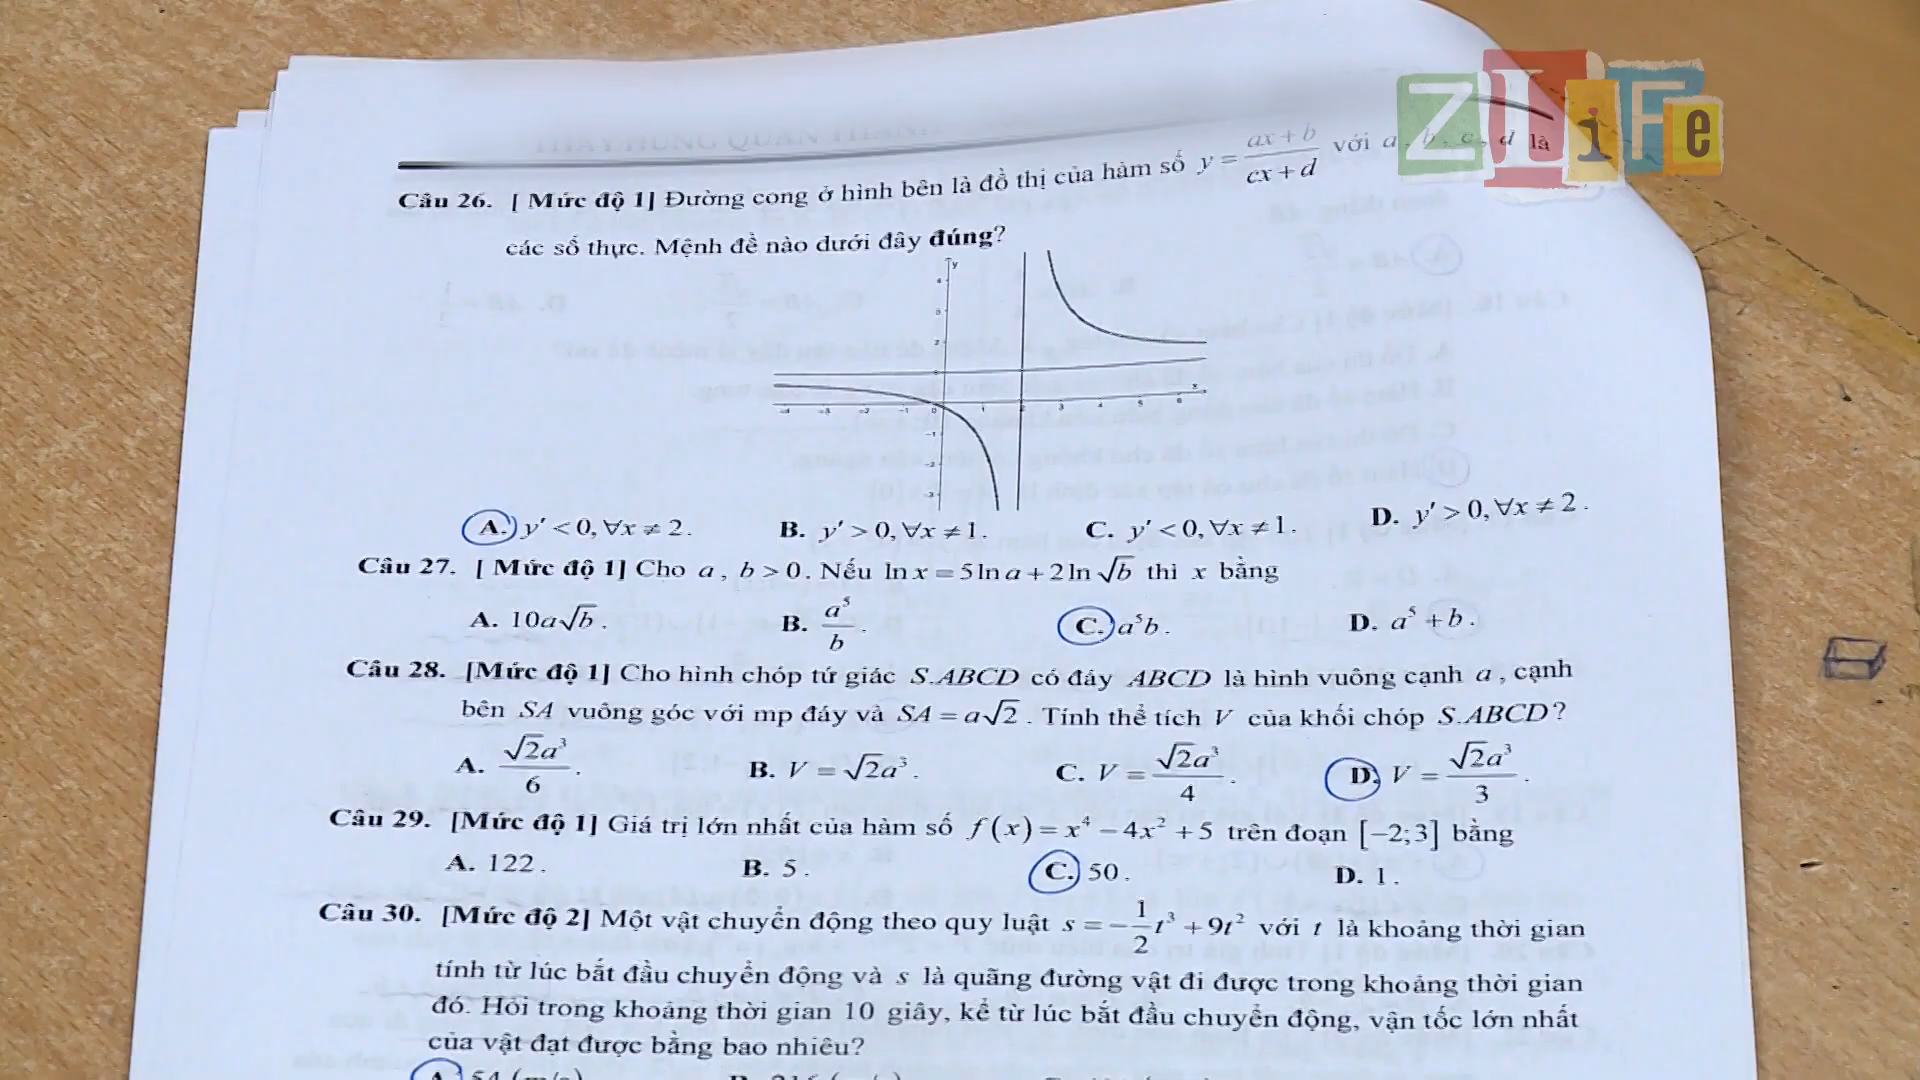 ZLiFe
THẦY HÙNG QUÂN THÀNH
Câu 26. [ Mức độ 1] Đường cong ở hình bên là đồ thị của hàm số y = (ax + b)/(cx + d) với a, b, c, d là
các số thực. Mệnh đề nào dưới đây đúng?
A. y' < 0, ∀x ≠ 2. B. y' > 0, ∀x ≠ 1. C. y' < 0, ∀x ≠ 1. D. y' > 0, ∀x ≠ 2.
Câu 27. [ Mức độ 1] Cho a, b > 0. Nếu ln x = 5 ln a + 2 ln √b thì x bằng
A. 10a√b. B. a⁵/b. C. a⁵b. D. a⁵ + b.
Câu 28. [Mức độ 1] Cho hình chóp tứ giác S.ABCD có đáy ABCD là hình vuông cạnh a, cạnh
bên SA vuông góc với mp đáy và SA = a√2. Tính thể tích V của khối chóp S.ABCD?
A. √2a³/6. B. V = √2a³. C. V = √2a³/4. D. V = √2a³/3.
Câu 29. [Mức độ 1] Giá trị lớn nhất của hàm số f(x) = x⁴ − 4x² + 5 trên đoạn [−2;3] bằng
A. 122. B. 5. C. 50. D. 1.
Câu 30. [Mức độ 2] Một vật chuyển động theo quy luật s = −1/2 t³ + 9t² với t là khoảng thời gian
tính từ lúc bắt đầu chuyển động và s là quãng đường vật đi được trong khoảng thời gian
đó. Hỏi trong khoảng thời gian 10 giây, kể từ lúc bắt đầu chuyển động, vận tốc lớn nhất
của vật đạt được bằng bao nhiêu?